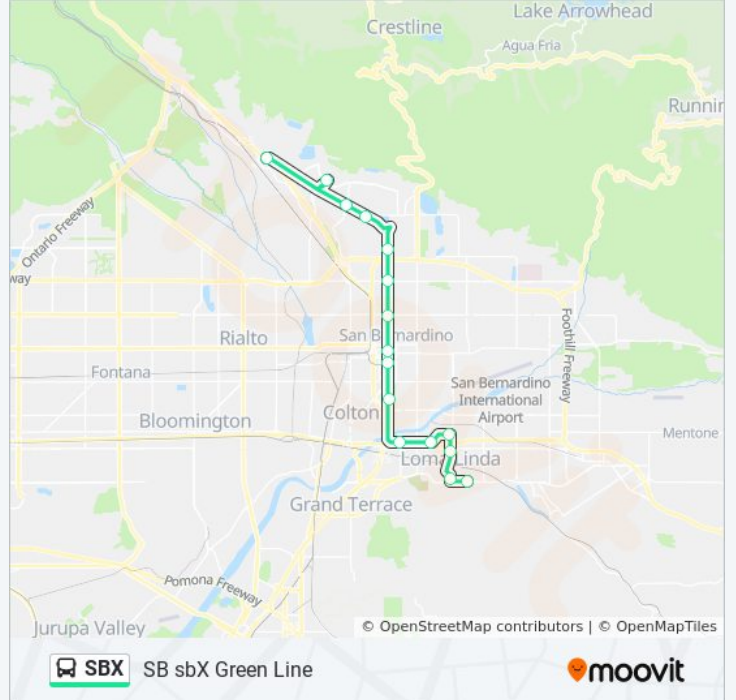 Lake Arrowhead
Crestline
Agua Fria
Runnin
Ontario Freeway
way
Rialto
San B rnardino
Foothill Freeway
Fontana
San Bernardino
International
Airport
Colton
Bloomington
Mentone
Loma Linda
Grand Terrace
Pomona Freeway
Jurupa Valley
© OpenStreetMap contributors | © OpenMapTiles
SBX SB sbX Green Line
moovit